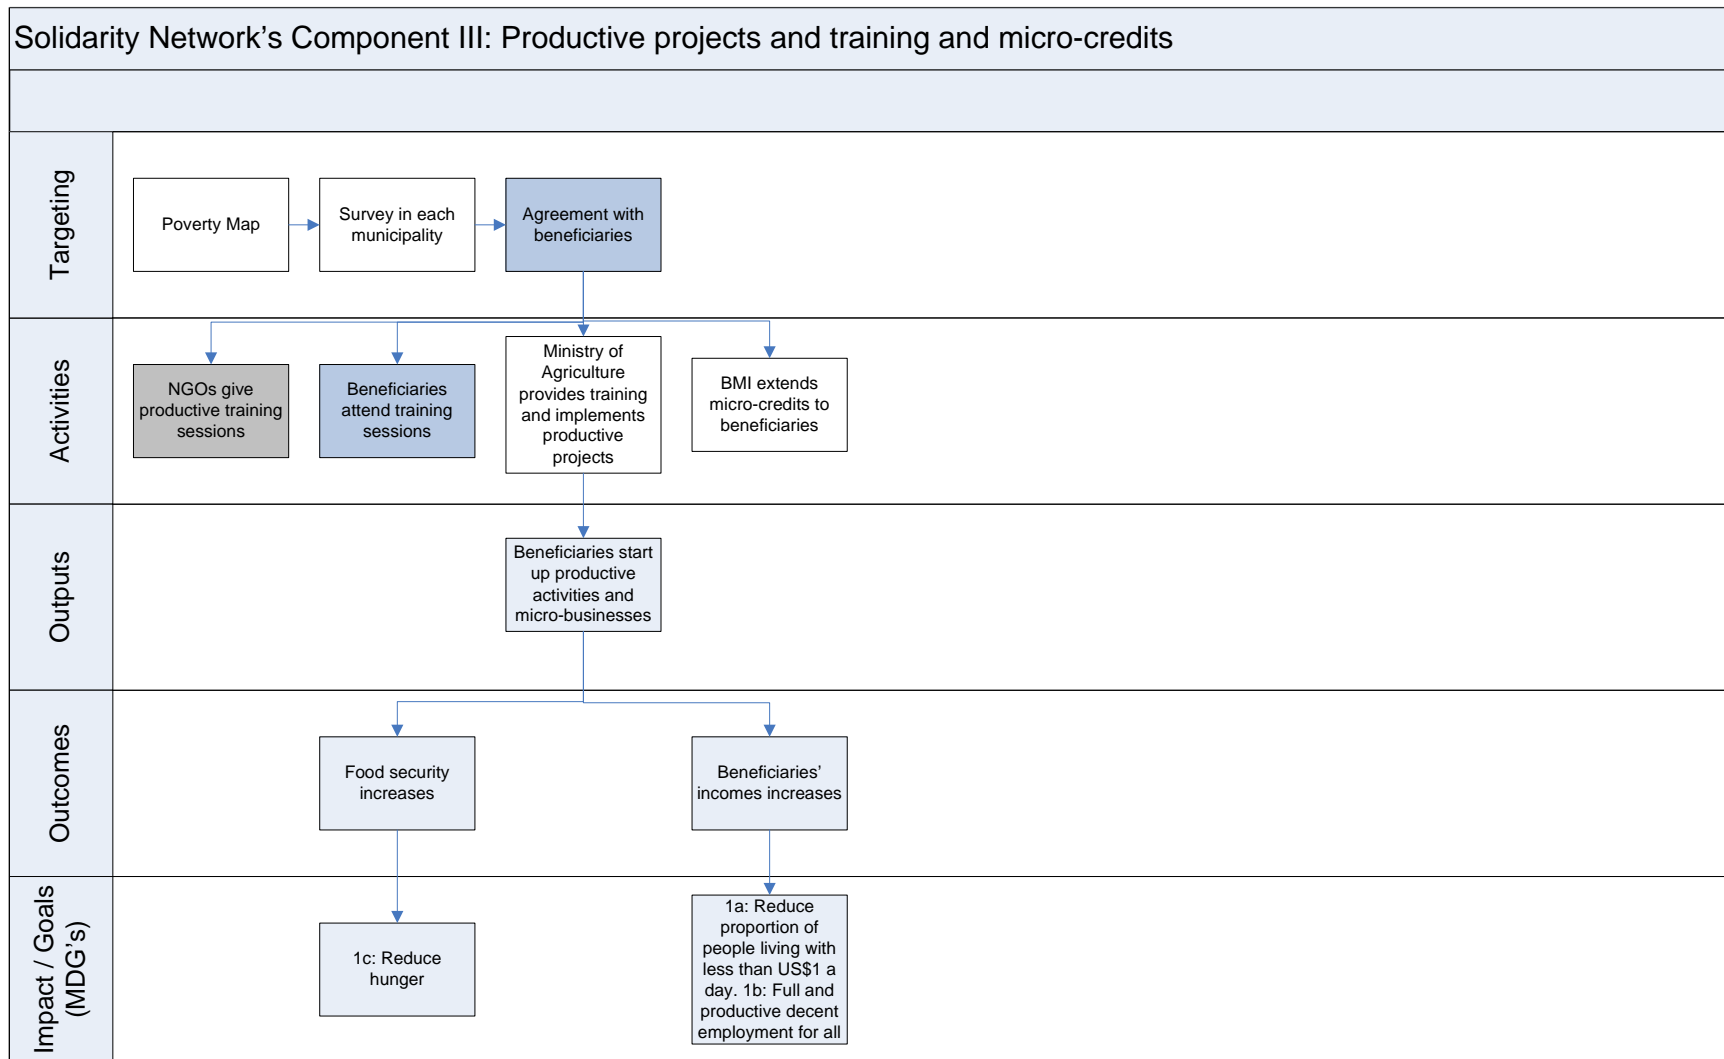 Solidarity Network's Component III: Productive projects and training and micro-credits
Targeting
Poverty Map
Survey in each
municipality
Agreement with
beneficiaries
Activities
NGOs give
productive training
sessions
Beneficiaries
attend training
sessions
Ministry of
Agriculture
provides training
and implements
productive
projects
BMI extends
micro-credits to
beneficiaries
Outputs
Beneficiaries start
up productive
activities and
micro-businesses
Outcomes
Food security
increases
Beneficiaries'
incomes increases
Impact / Goals
(MDG's)
1c: Reduce
hunger
1a: Reduce
proportion of
people living with
less than US$1 a
day. 1b: Full and
productive decent
employment for all